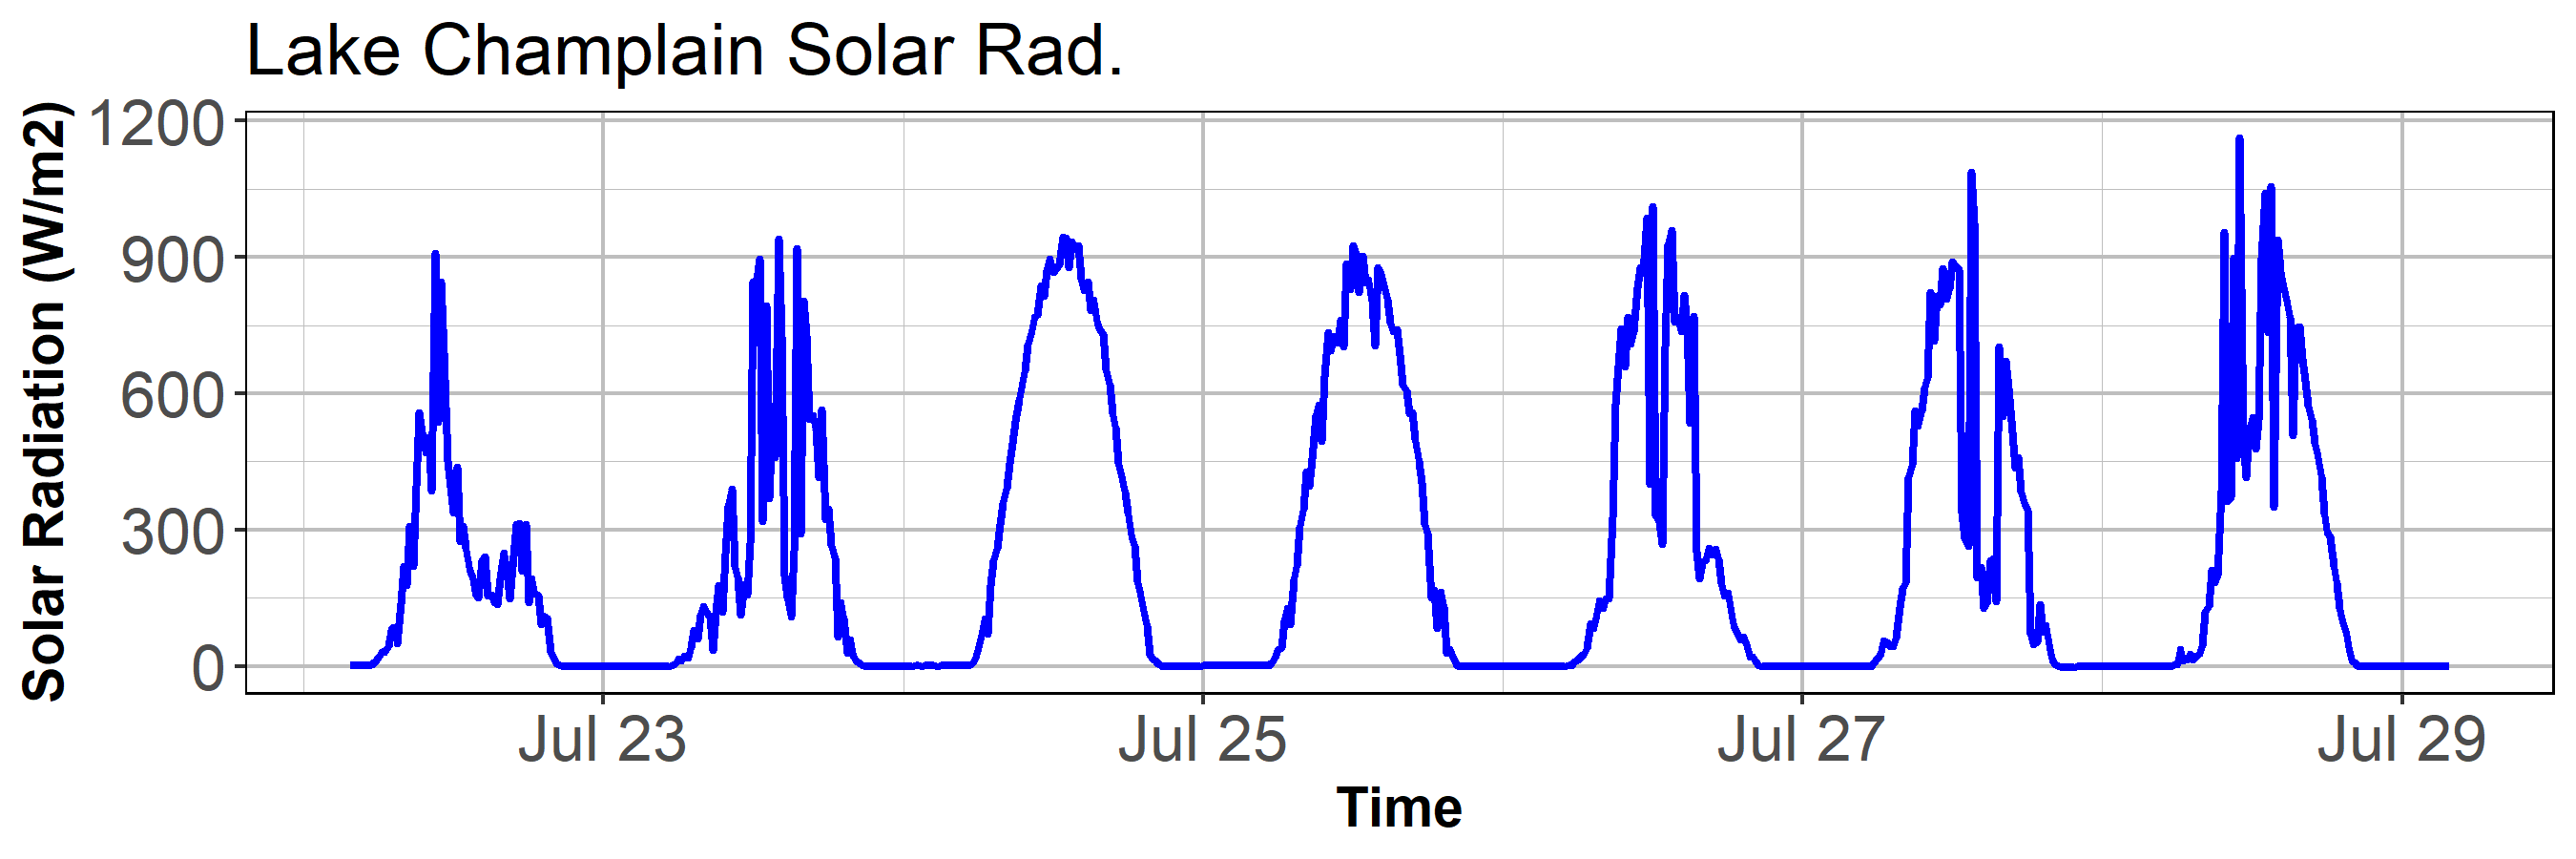 Lake Champlain Solar Rad.
Solar Radiation (W/m2)
1200
900
600
300
0
Jul 23 Jul 25 Jul 27 Jul 29
Time